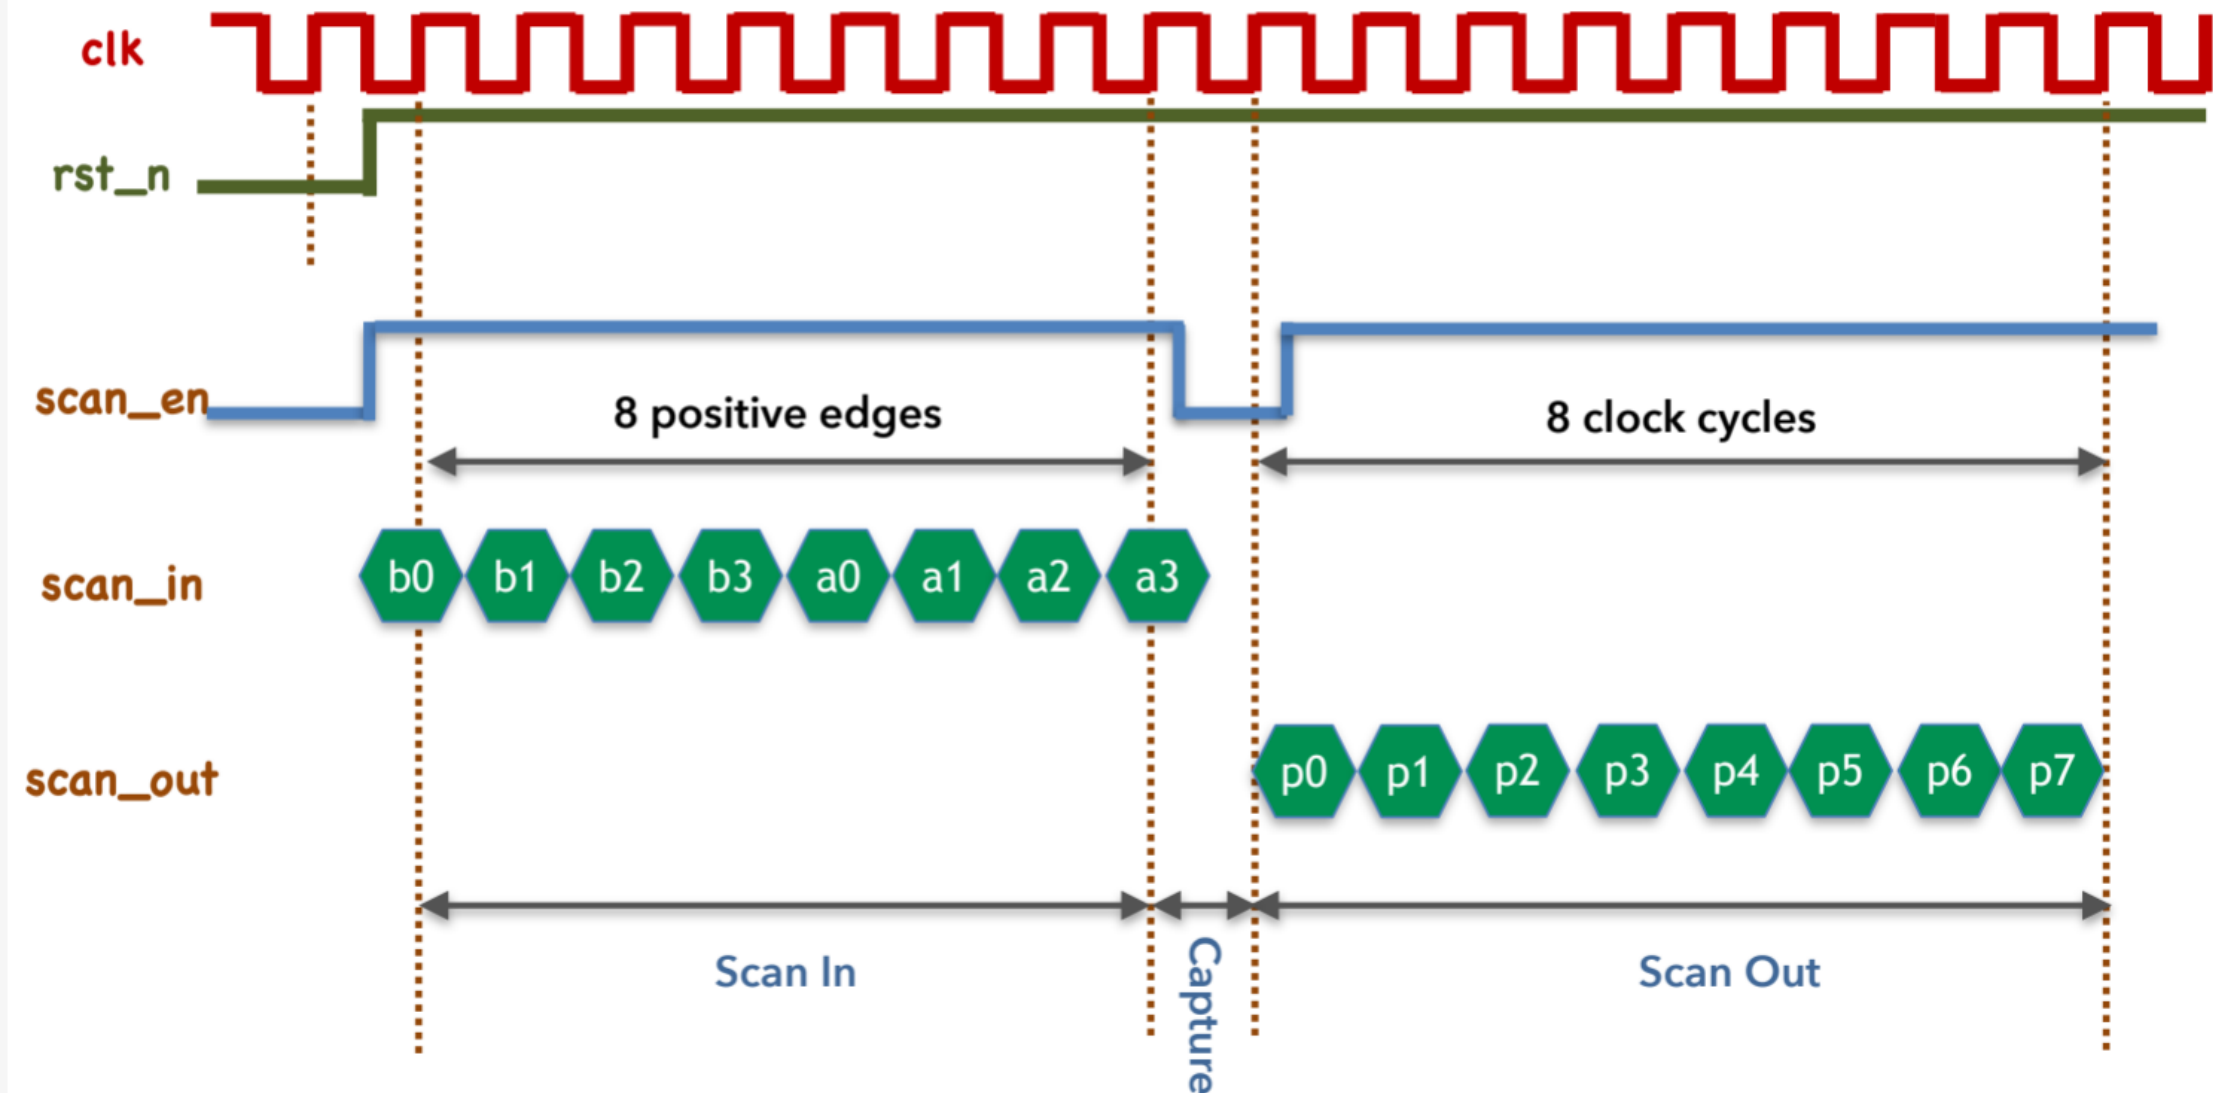 clk
rst_n
scan_en
8 positive edges
8 clock cycles
scan_in
b0 b1 b2 b3 a0 a1 a2 a3
scan_out
p0 p1 p2 p3 p4 p5 p6 p7
Scan In
Capture
Scan Out